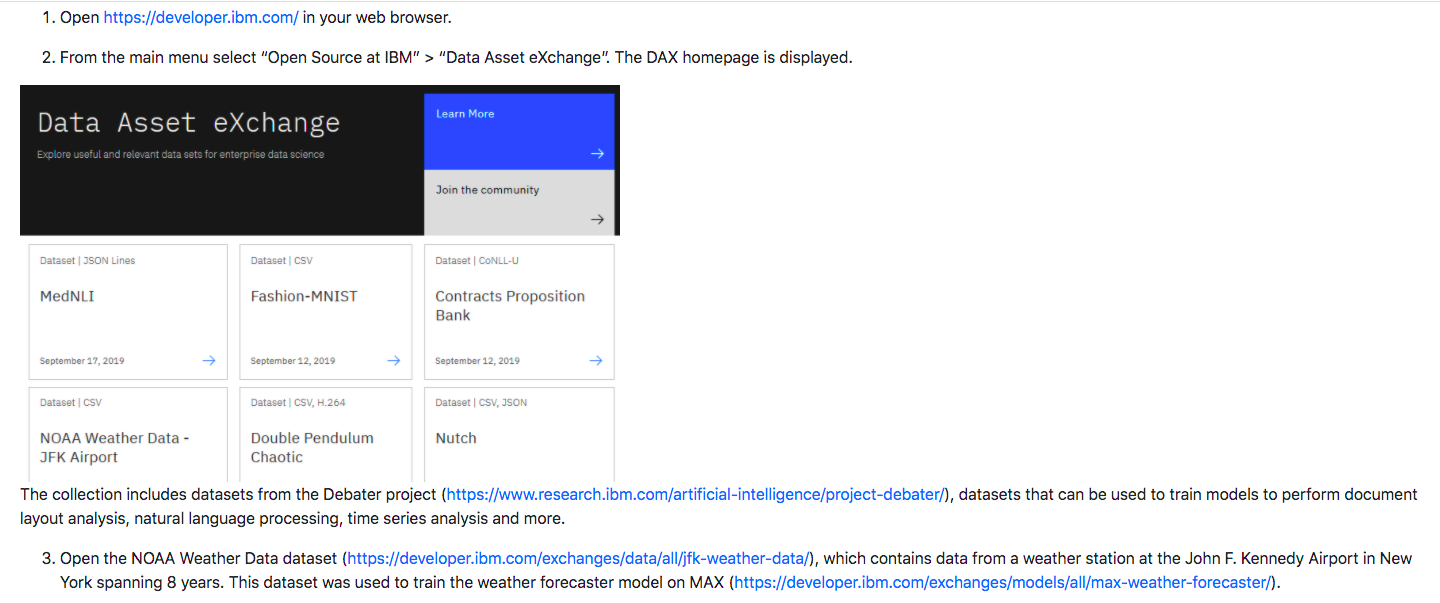 1. Open https://developer.ibm.com/ in your web browser.
2. From the main menu select “Open Source at IBM” > “Data Asset eXchange”. The DAX homepage is displayed.
Data Asset eXchange
Explore useful and relevant data sets for enterprise data science
Learn More
Join the community
Dataset | JSON Lines
MedNLI
September 17, 2019
Dataset | CSV
Fashion-MNIST
September 12, 2019
Dataset | CoNLL-U
Contracts Proposition
Bank
September 12, 2019
Dataset | CSV
NOAA Weather Data -
JFK Airport
Dataset | CSV, H.264
Double Pendulum
Chaotic
Dataset | CSV, JSON
Nutch
The collection includes datasets from the Debater project (https://www.research.ibm.com/artificial-intelligence/project-debater/), datasets that can be used to train models to perform document
layout analysis, natural language processing, time series analysis and more.
3. Open the NOAA Weather Data dataset (https://developer.ibm.com/exchanges/data/all/jfk-weather-data/), which contains data from a weather station at the John F. Kennedy Airport in New
York spanning 8 years. This dataset was used to train the weather forecaster model on MAX (https://developer.ibm.com/exchanges/models/all/max-weather-forecaster/).